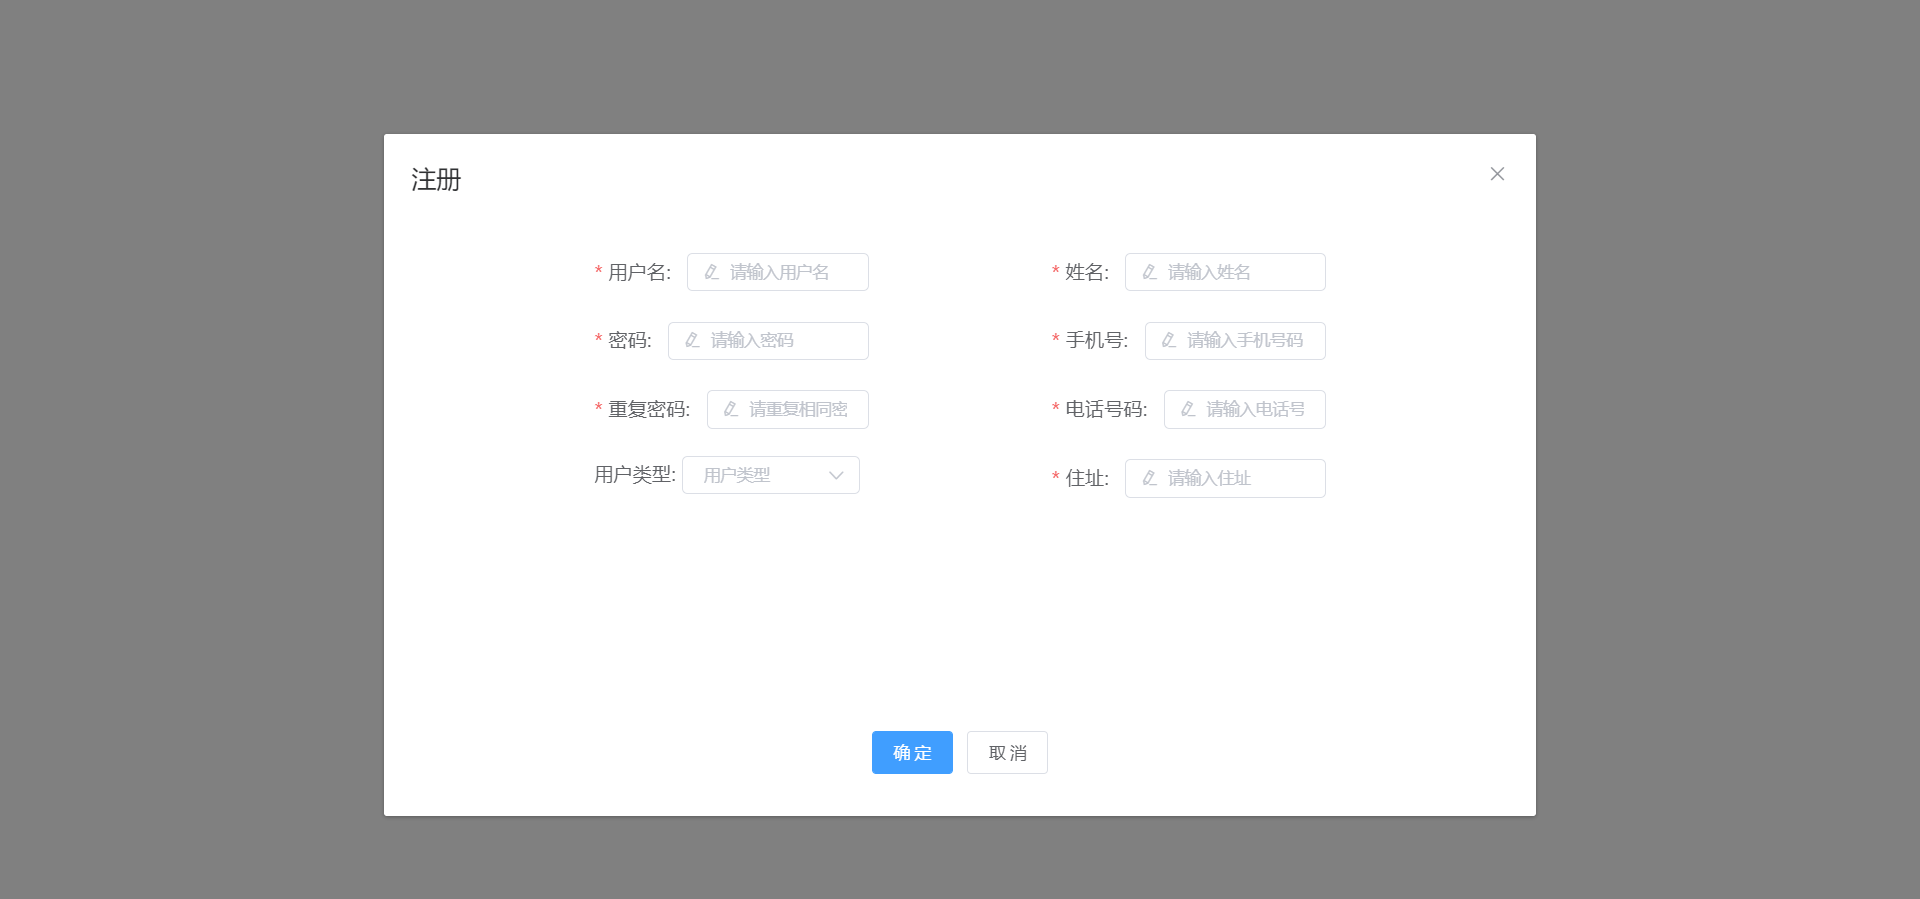 注册
* 用户名: 请输入用户名
* 姓名: 请输入姓名
* 密码: 请输入密码
* 手机号: 请输入手机号码
* 重复密码: 请重复相同密
* 电话号码: 请输入电话号
用户类型: 用户类型
* 住址: 请输入住址
确 定 取 消